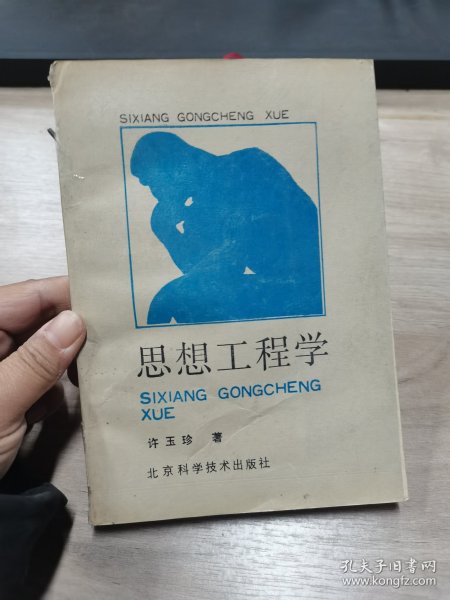 SIXIANG GONGCHENG XUE
思想工程学
SIXIANG GONGCHENG
XUE
许玉珍 著
北京科学技术出版社
孔夫子旧书网
www.kongfz.com